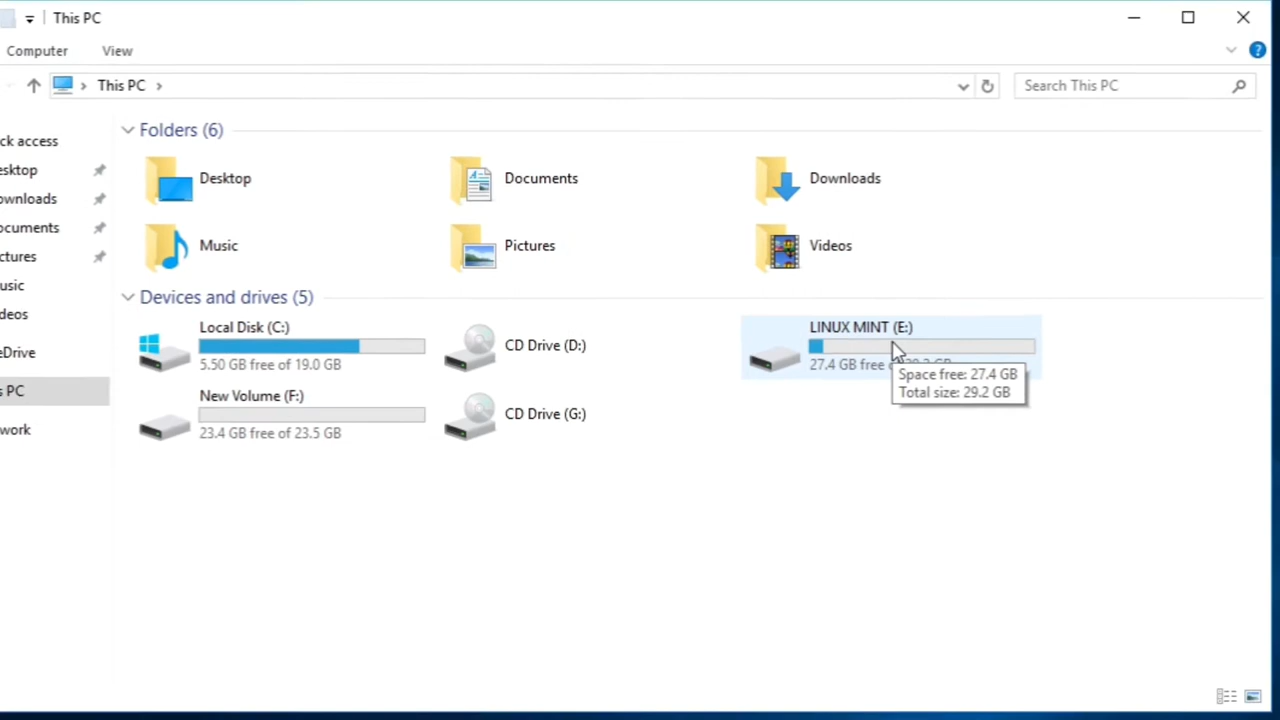 This PC
Computer View
This PC
Search This PC
ck access
esktop
ownloads
ocuments
ctures
usic
deos
eDrive
s PC
work
Folders (6)
Desktop
Documents
Downloads
Music
Pictures
Videos
Devices and drives (5)
Local Disk (C:)
5.50 GB free of 19.0 GB
CD Drive (D:)
LINUX MINT (E:)
27.4 GB free
Space free: 27.4 GB
Total size: 29.2 GB
New Volume (F:)
23.4 GB free of 23.5 GB
CD Drive (G:)